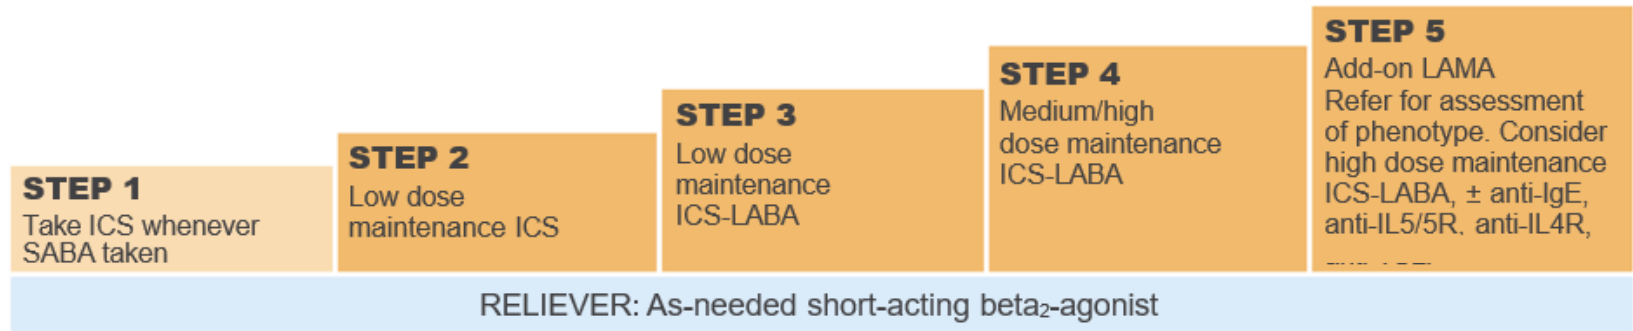 STEP 1
Take ICS whenever
SABA taken
STEP 2
Low dose
maintenance ICS
STEP 3
Low dose
maintenance
ICS-LABA
STEP 4
Medium/high
dose maintenance
ICS-LABA
STEP 5
Add-on LAMA
Refer for assessment
of phenotype. Consider
high dose maintenance
ICS-LABA, ± anti-IgE,
anti-IL5/5R, anti-IL4R,
RELIEVER: As-needed short-acting beta₂-agonist